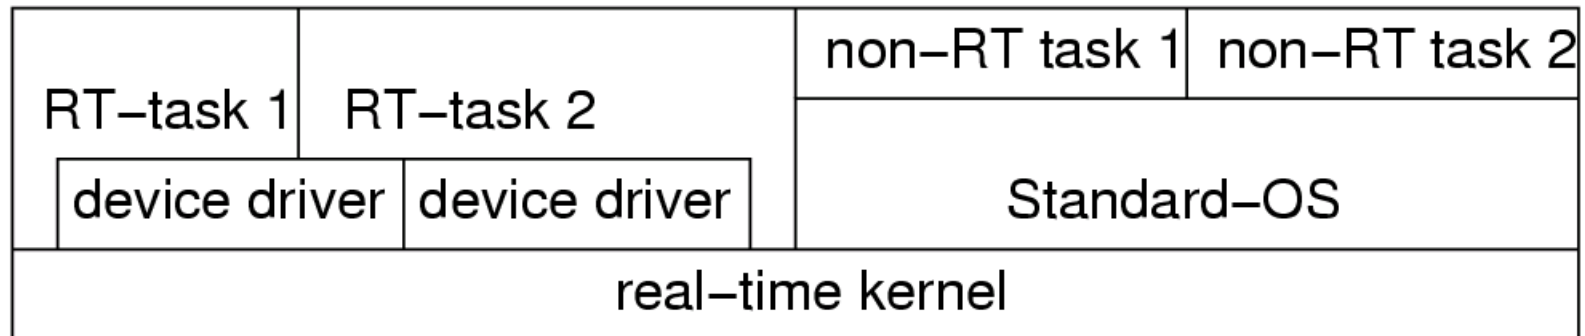 non–RT task 1 non–RT task 2
RT–task 1 RT–task 2
device driver device driver Standard–OS
real–time kernel